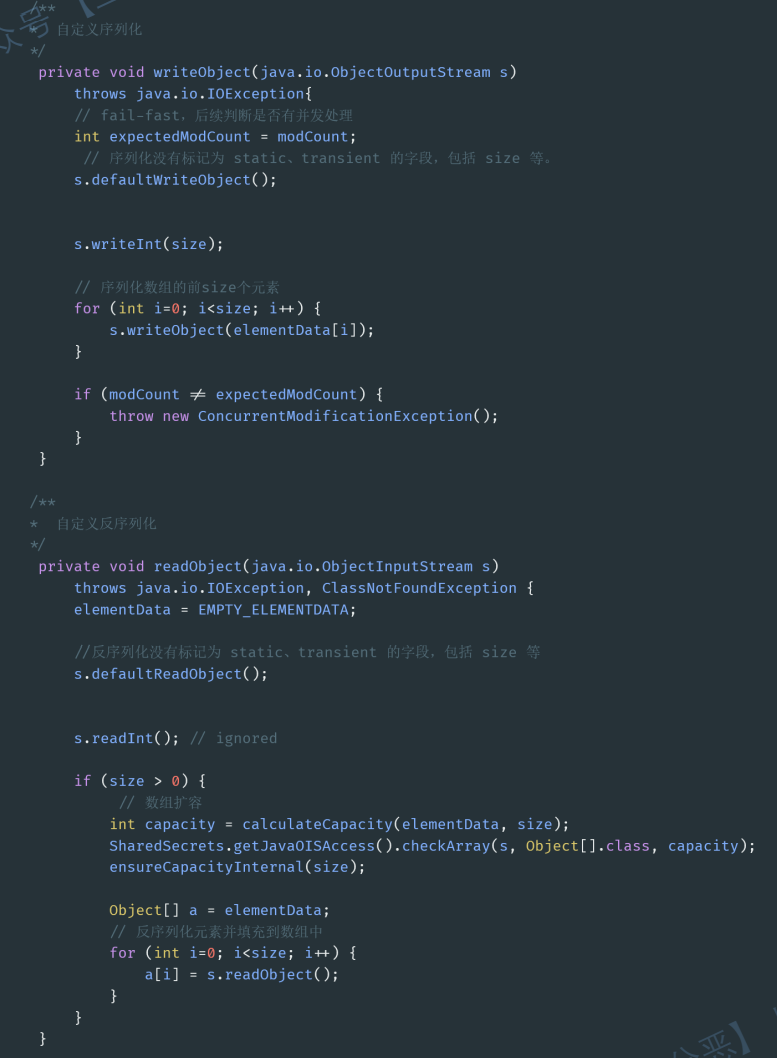 众号【
/**
*  自定义序列化
*/
private void writeObject(java.io.ObjectOutputStream s)
    throws java.io.IOException{
    // fail-fast，后续判断是否有并发处理
    int expectedModCount = modCount;
     // 序列化没有标记为 static、transient 的字段，包括 size 等。
    s.defaultWriteObject();
    s.writeInt(size);
    // 序列化数组的前size个元素
    for (int i=0; i<size; i++) {
        s.writeObject(elementData[i]);
    }
    if (modCount != expectedModCount) {
        throw new ConcurrentModificationException();
    }
}
/**
*  自定义反序列化
*/
private void readObject(java.io.ObjectInputStream s)
    throws java.io.IOException, ClassNotFoundException {
    elementData = EMPTY_ELEMENTDATA;
    //反序列化没有标记为 static、transient 的字段，包括 size 等
    s.defaultReadObject();
    s.readInt(); // ignored
    if (size > 0) {
         // 数组扩容
        int capacity = calculateCapacity(elementData, size);
        SharedSecrets.getJavaOISAccess().checkArray(s, Object[].class, capacity);
        ensureCapacityInternal(size);
        Object[] a = elementData;
        // 反序列化元素并填充到数组中
        for (int i=0; i<size; i++) {
            a[i] = s.readObject();
        }
    }
}
恶】